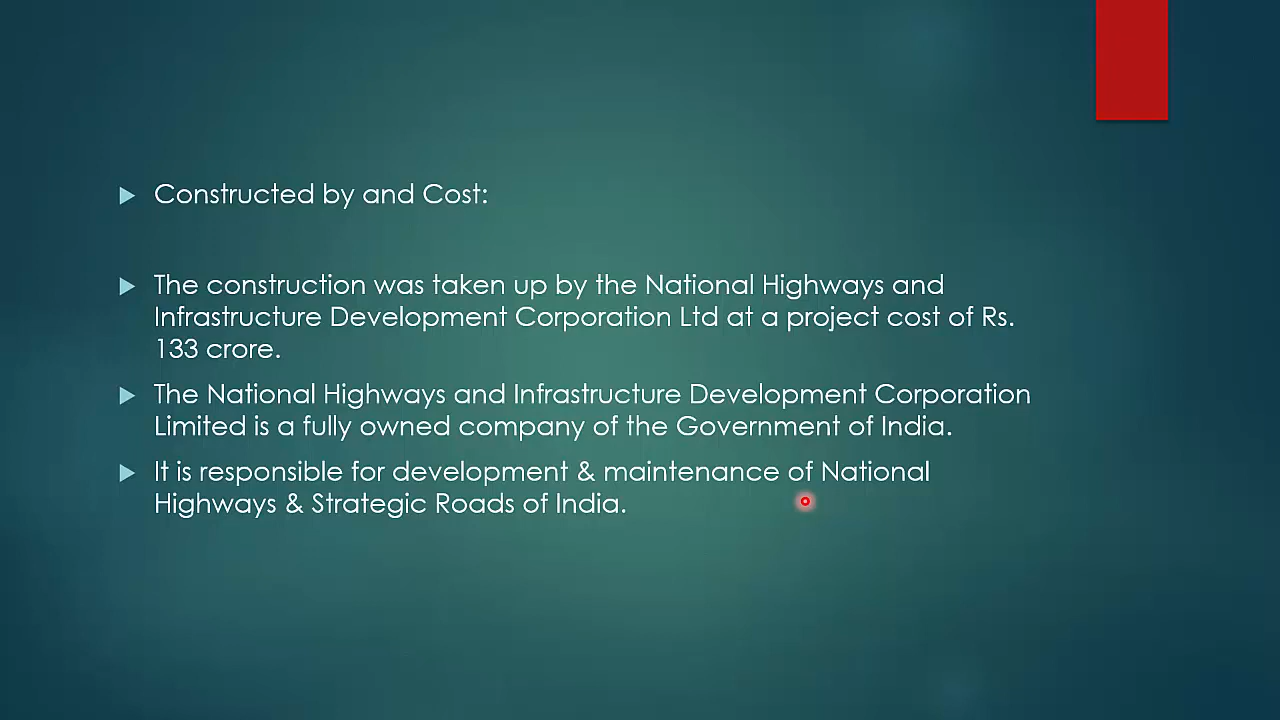 Constructed by and Cost:
The construction was taken up by the National Highways and
Infrastructure Development Corporation Ltd at a project cost of Rs.
133 crore.
The National Highways and Infrastructure Development Corporation
Limited is a fully owned company of the Government of India.
It is responsible for development & maintenance of National
Highways & Strategic Roads of India.